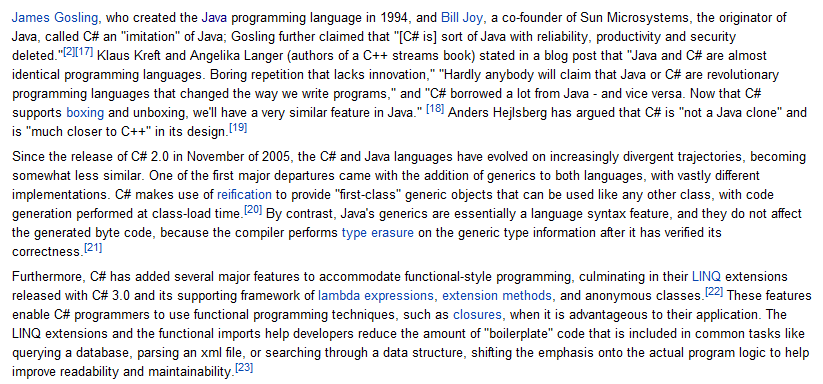 James Gosling, who created the Java programming language in 1994, and Bill Joy, a co-founder of Sun Microsystems, the originator of
Java, called C# an "imitation" of Java; Gosling further claimed that "[C# is] sort of Java with reliability, productivity and security
deleted."[2][17] Klaus Kreft and Angelika Langer (authors of a C++ streams book) stated in a blog post that "Java and C# are almost
identical programming languages. Boring repetition that lacks innovation," "Hardly anybody will claim that Java or C# are revolutionary
programming languages that changed the way we write programs," and "C# borrowed a lot from Java - and vice versa. Now that C#
supports boxing and unboxing, we'll have a very similar feature in Java." [18] Anders Hejlsberg has argued that C# is "not a Java clone" and
is "much closer to C++" in its design.[19]
Since the release of C# 2.0 in November of 2005, the C# and Java languages have evolved on increasingly divergent trajectories, becoming
somewhat less similar. One of the first major departures came with the addition of generics to both languages, with vastly different
implementations. C# makes use of reification to provide "first-class" generic objects that can be used like any other class, with code
generation performed at class-load time.[20] By contrast, Java's generics are essentially a language syntax feature, and they do not affect
the generated byte code, because the compiler performs type erasure on the generic type information after it has verified its
correctness.[21]
Furthermore, C# has added several major features to accommodate functional-style programming, culminating in their LINQ extensions
released with C# 3.0 and its supporting framework of lambda expressions, extension methods, and anonymous classes.[22] These features
enable C# programmers to use functional programming techniques, such as closures, when it is advantageous to their application. The
LINQ extensions and the functional imports help developers reduce the amount of "boilerplate" code that is included in common tasks like
querying a database, parsing an xml file, or searching through a data structure, shifting the emphasis onto the actual program logic to help
improve readability and maintainability.[23]